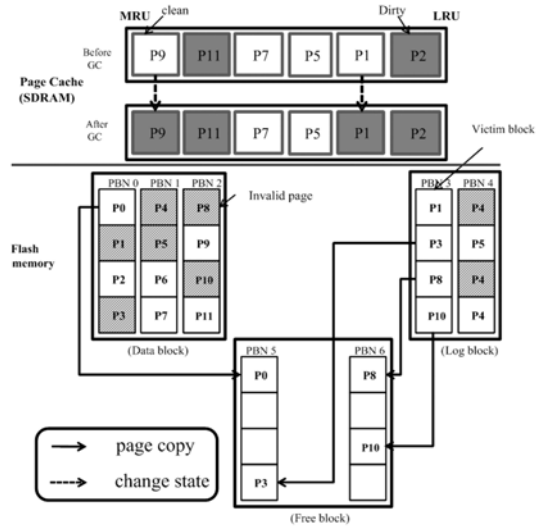 MRU
clean
Dirty
LRU
Before
GC
P9 P11 P7 P5 P1 P2
Page Cache
(SDRAM)
After
GC
P9 P11 P7 P5 P1 P2
Victim block
PBN 0 PBN 1 PBN 2
PBN 3 PBN 4
Invalid page
P0 P4 P8
P1 P4
Flash
memory
P1 P5 P9
P3 P5
P2 P6 P10
P8 P4
P3 P7 P11
P10 P4
(Data block)
(Log block)
PBN 5
PBN 6
P0
P8
P10
P3
(Free block)
page copy
change state